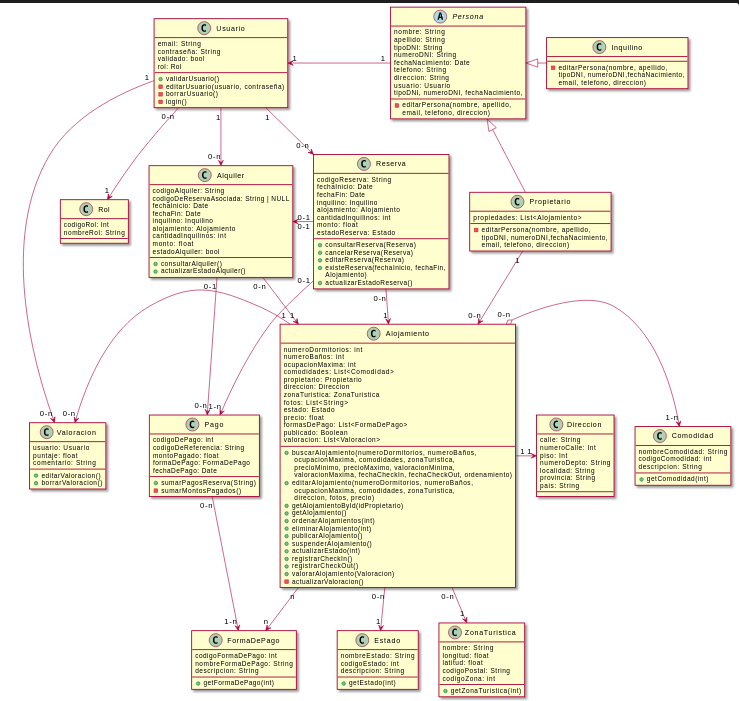 C Usuario
email: String
contraseña: String
validado: bool
rol: Rol
validarUsuario()
editarUsuario(usuario, contraseña)
borrarUsuario()
login()
A Persona
nombre: String
apellido: String
tipoDNI: String
numeroDNI: String
fechaNacimiento: Date
telefono: String
direccion: String
usuario: Usuario
tipoDNI, numeroDNI, fechaNacimiento,
editarPersona(nombre, apellido,
email, telefono, direccion)
C Inquilino
editarPersona(nombre, apellido,
tipoDNI, numeroDNI,fechaNacimiento,
email, telefono, direccion)
1
1
1
0-n
1
1
0-n
0-n
1
C Rol
codigoRol: Int
nombreRol: String
C Alquiler
codigoAlquiler: String
codigoDeReservaAsociada: String | NULL
fechaInicio: Date
fechaFin: Date
inquilino: Inquilino
alojamiento: Alojamiento
cantidadInquilinos: int
monto: float
estadoAlquiler: bool
consultarAlquiler()
actualizarEstadoAlquiler()
C Reserva
codigoReserva: String
fechaInicio: Date
fechaFin: Date
inquilino: Inquilino
alojamiento: Alojamiento
cantidadInquilinos: int
monto: float
estadoReserva: Estado
consultarReserva(Reserva)
cancelarReserva(Reserva)
editarReserva(Reserva)
existeReserva(fechaInicio, fechaFin,
Alojamiento)
actualizarEstadoReserva()
C Propietario
propiedades: List<Alojamiento>
editarPersona(nombre, apellido,
tipoDNI, numeroDNI,fechaNacimiento,
email, telefono, direccion)
0-1
0-1
1
0-1
0-n
0-1
0-n
1
1
1
0-n
0-n
C Alojamiento
numeroDormitorios: int
numeroBaños: int
ocupacionMaxima: int
comodidades: List<Comodidad>
propietario: Propietario
direccion: Direccion
zonaTuristica: ZonaTuristica
fotos: List<String>
estado: Estado
precio: float
formasDePago: List<FormaDePago>
publicado: Boolean
valoracion: List<Valoracion>
buscarAlojamiento(numeroDormitorios, numeroBaños,
ocupacionMaxima, comodidades, zonaTuristica,
precioMinimo, precioMaximo, valoracionMinima,
valoracionMaxima, fechaCheckIn, fechaCheckOut, ordenamiento)
editarAlojamiento(numeroDormitorios, numeroBaños,
ocupacionMaxima, comodidades, zonaTuristica,
direccion, fotos, precio)
getAlojamientoById(idPropietario)
getAlojamiento()
ordenarAlojamientos(int)
eliminarAlojamiento(int)
publicarAlojamiento()
suspenderAlojamiento()
actualizarEstado(int)
registrarCheckIn()
registrarCheckOut()
valorarAlojamiento(Valoracion)
actualizarValoracion()
0-n
0-n
0-n
1-n
1-n
C Valoracion
usuario: Usuario
puntaje: float
comentario: String
editarValoracion()
borrarValoracion()
C Pago
codigoDePago: int
codigoDeReferencia: String
montoPagado: float
formaDePago: FormaDePago
fechaDePago: Date
sumarPagosReserva(String)
sumarMontosPagados()
C Direccion
calle: String
numeroCalle: Int
piso: Int
numeroDepto: String
localidad: String
provincia: String
pais: String
C Comodidad
nombreComodidad: String
codigoComodidad: int
descripcion: String
getComodidad(int)
1
1
0-n
n
0-n
0-n
1-n
n
1
1
C FormaDePago
codigoFormaDePago: int
nombreFormaDePago: String
descripcion: String
getFormaDePago(int)
C Estado
nombreEstado: String
codigoEstado: int
descripcion: String
getEstado(int)
C ZonaTuristica
nombre: String
longitud: float
latitud: float
codigoPostal: String
codigoZona: int
getZonaTuristica(int)